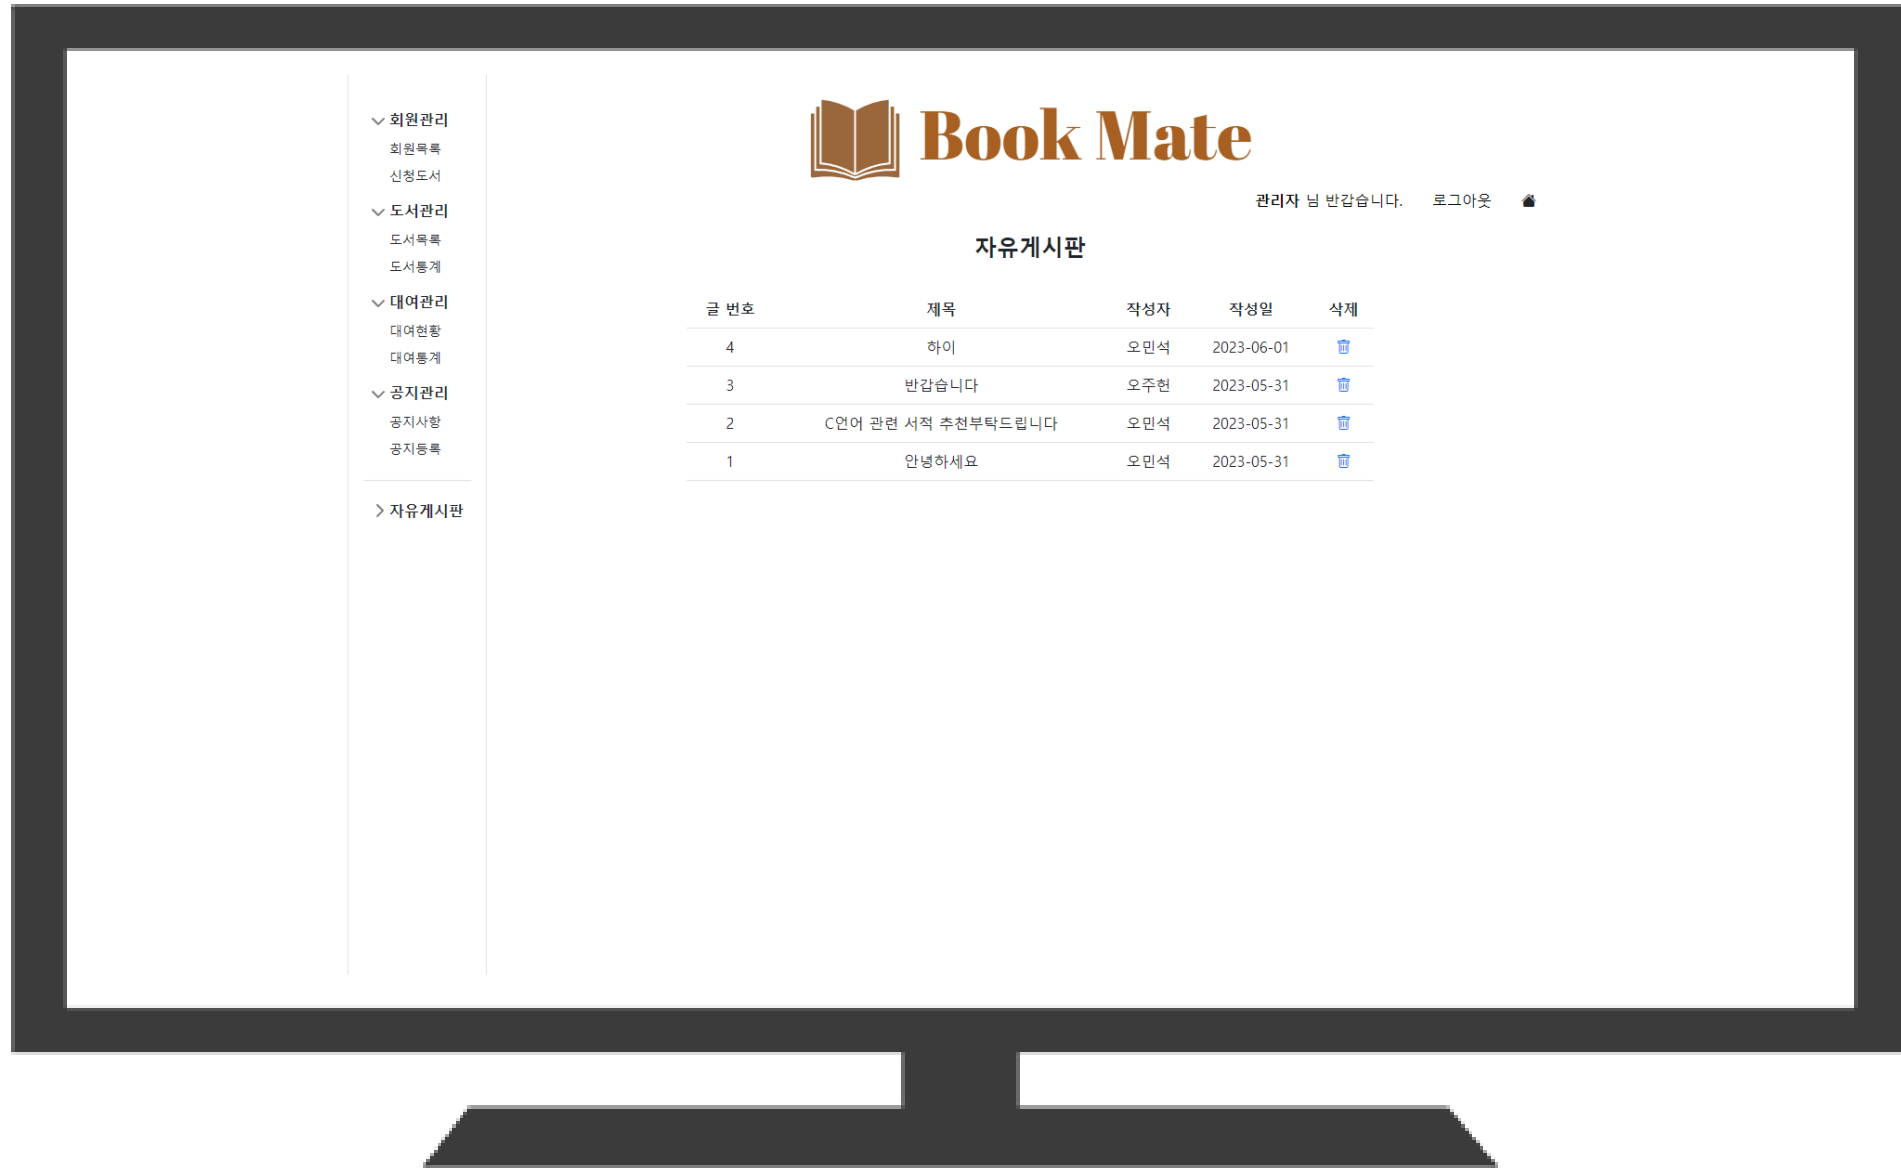 회원관리
회원목록
신청도서
도서관리
도서목록
도서통계
대여관리
대여현황
대여통계
공지관리
공지사항
공지등록
자유게시판
Book Mate
관리자 님 반갑습니다. 로그아웃
자유게시판
글 번호 제목 작성자 작성일 삭제
4 하이 오민석 2023-06-01
3 반갑습니다 오주헌 2023-05-31
2 C언어 관련 서적 추천부탁드립니다 오민석 2023-05-31
1 안녕하세요 오민석 2023-05-31